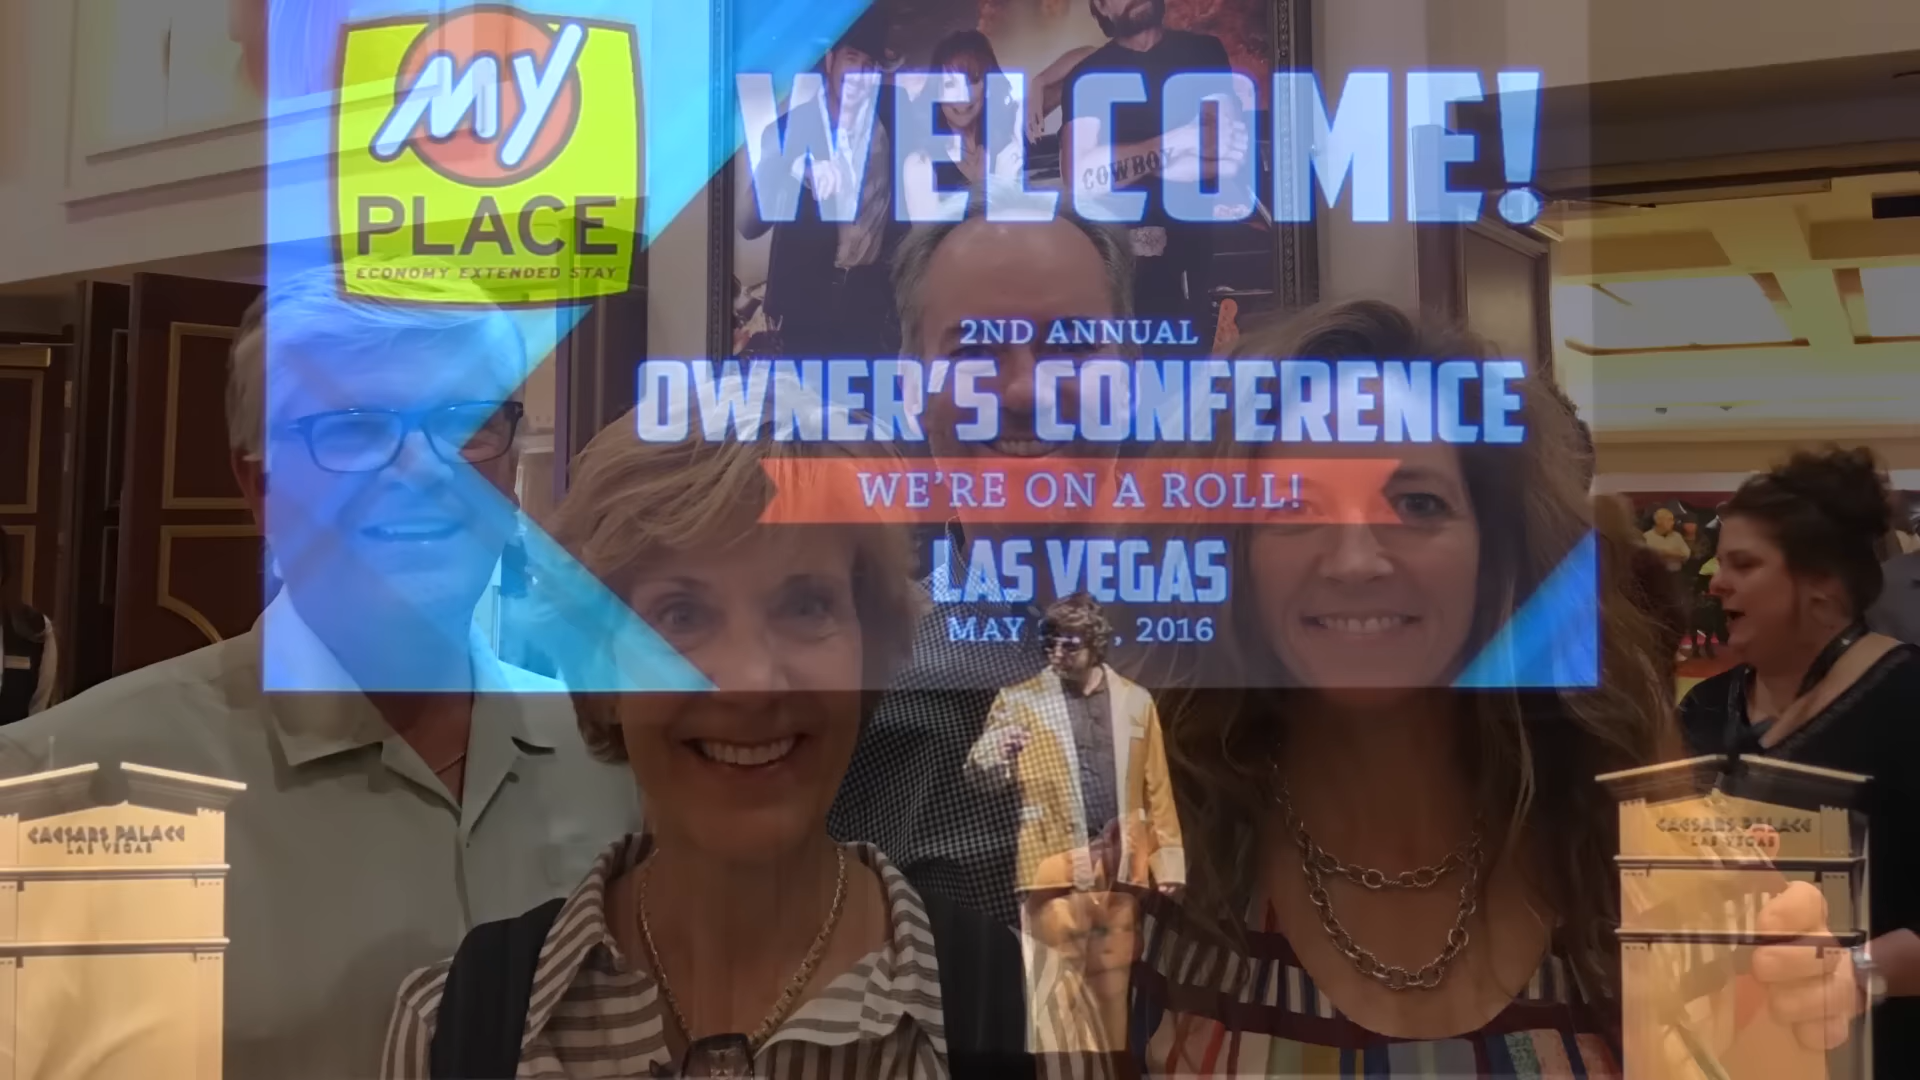 My
PLACE
ECONOMY EXTENDED STAY
WELCOME!
COWBOY
2ND ANNUAL
OWNER'S CONFERENCE
WE'RE ON A ROLL!
LAS VEGAS
MAY , 2016
CAESARS PALACE
LAS VEGAS
CAESARS PALACE
LAS VEGAS